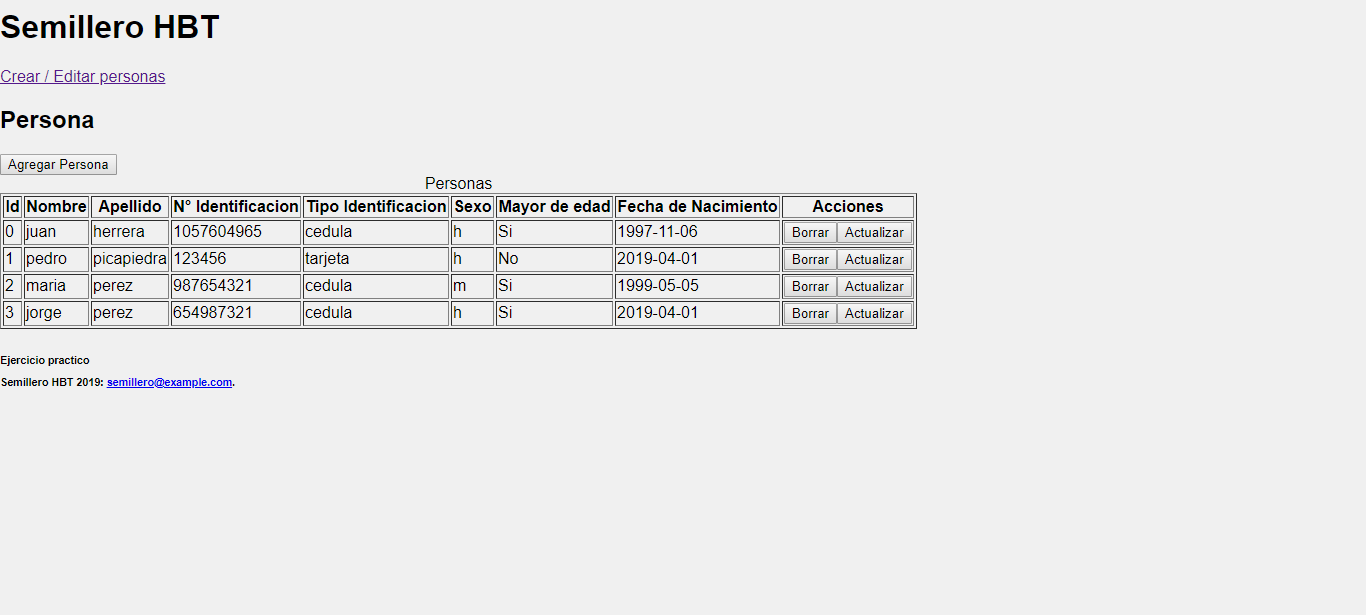 Semillero HBT
Crear / Editar personas
Persona
Agregar Persona
Personas
Id Nombre Apellido N° Identificacion Tipo Identificacion Sexo Mayor de edad Fecha de Nacimiento Acciones
0 juan herrera 1057604965 cedula h Si 1997-11-06 Borrar Actualizar
1 pedro picapiedra 123456 tarjeta h No 2019-04-01 Borrar Actualizar
2 maria perez 987654321 cedula m Si 1999-05-05 Borrar Actualizar
3 jorge perez 654987321 cedula h Si 2019-04-01 Borrar Actualizar
Ejercicio practico
Semillero HBT 2019: semillero@example.com.